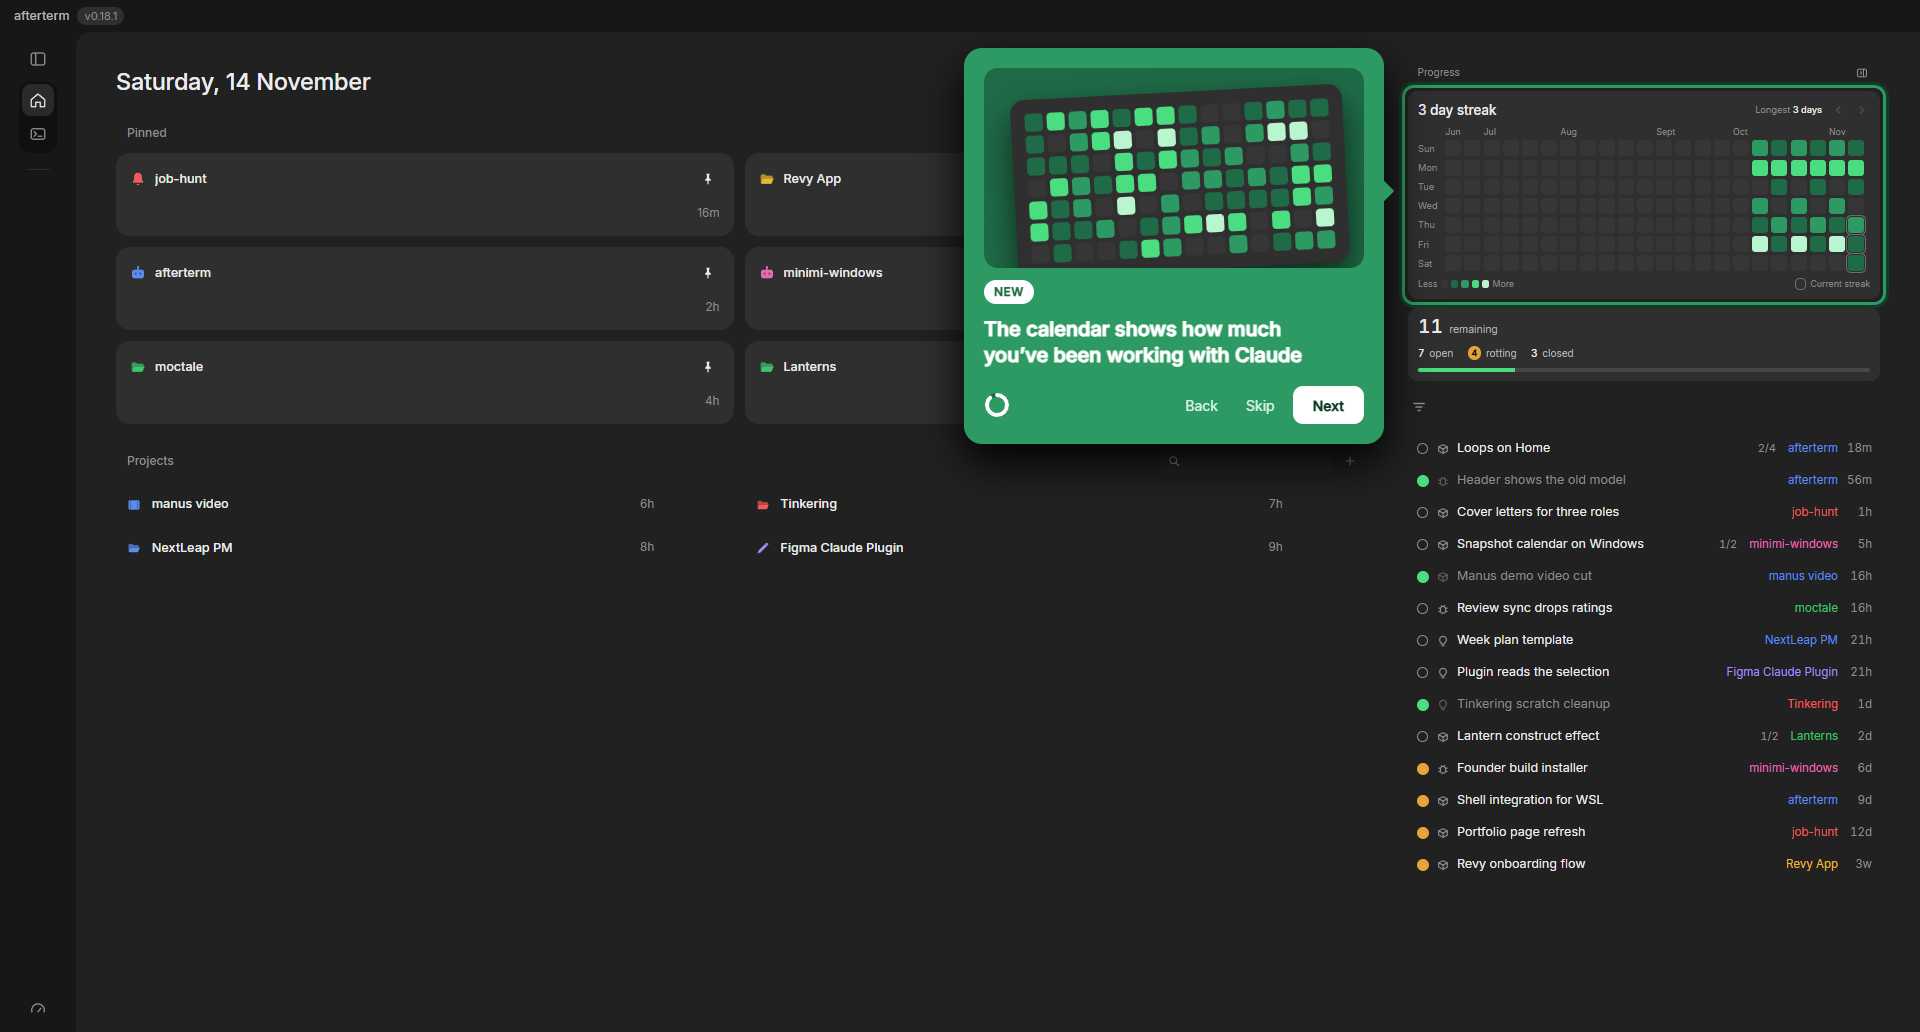 afterterm v0.18.1
Saturday, 14 November
Pinned
job-hunt
16m
Revy App
afterterm
2h
minimi-windows
moctale
4h
Lanterns
Projects
manus video 6h
Tinkering 7h
NextLeap PM 8h
Figma Claude Plugin 9h
NEW
The calendar shows how much
you’ve been working with Claude
Back Skip Next
Progress
3 day streak Longest 3 days
Jun Jul Aug Sept Oct Nov
Sun
Mon
Tue
Wed
Thu
Fri
Sat
Less More Current streak
11 remaining
7 open 4 rotting 3 closed
Loops on Home 2/4 afterterm 18m
Header shows the old model afterterm 56m
Cover letters for three roles job-hunt 1h
Snapshot calendar on Windows 1/2 minimi-windows 5h
Manus demo video cut manus video 16h
Review sync drops ratings moctale 16h
Week plan template NextLeap PM 21h
Plugin reads the selection Figma Claude Plugin 21h
Tinkering scratch cleanup Tinkering 1d
Lantern construct effect 1/2 Lanterns 2d
Founder build installer minimi-windows 6d
Shell integration for WSL afterterm 9d
Portfolio page refresh job-hunt 12d
Revy onboarding flow Revy App 3w